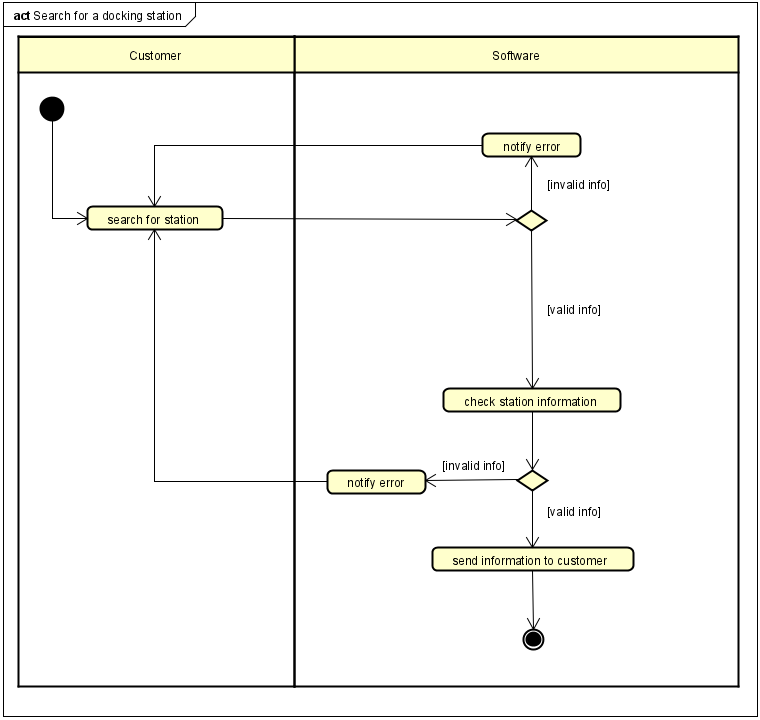 act Search for a docking station
Customer
Software
notify error
[invalid info]
search for station
[valid info]
check station information
[invalid info]
notify error
[valid info]
send information to customer